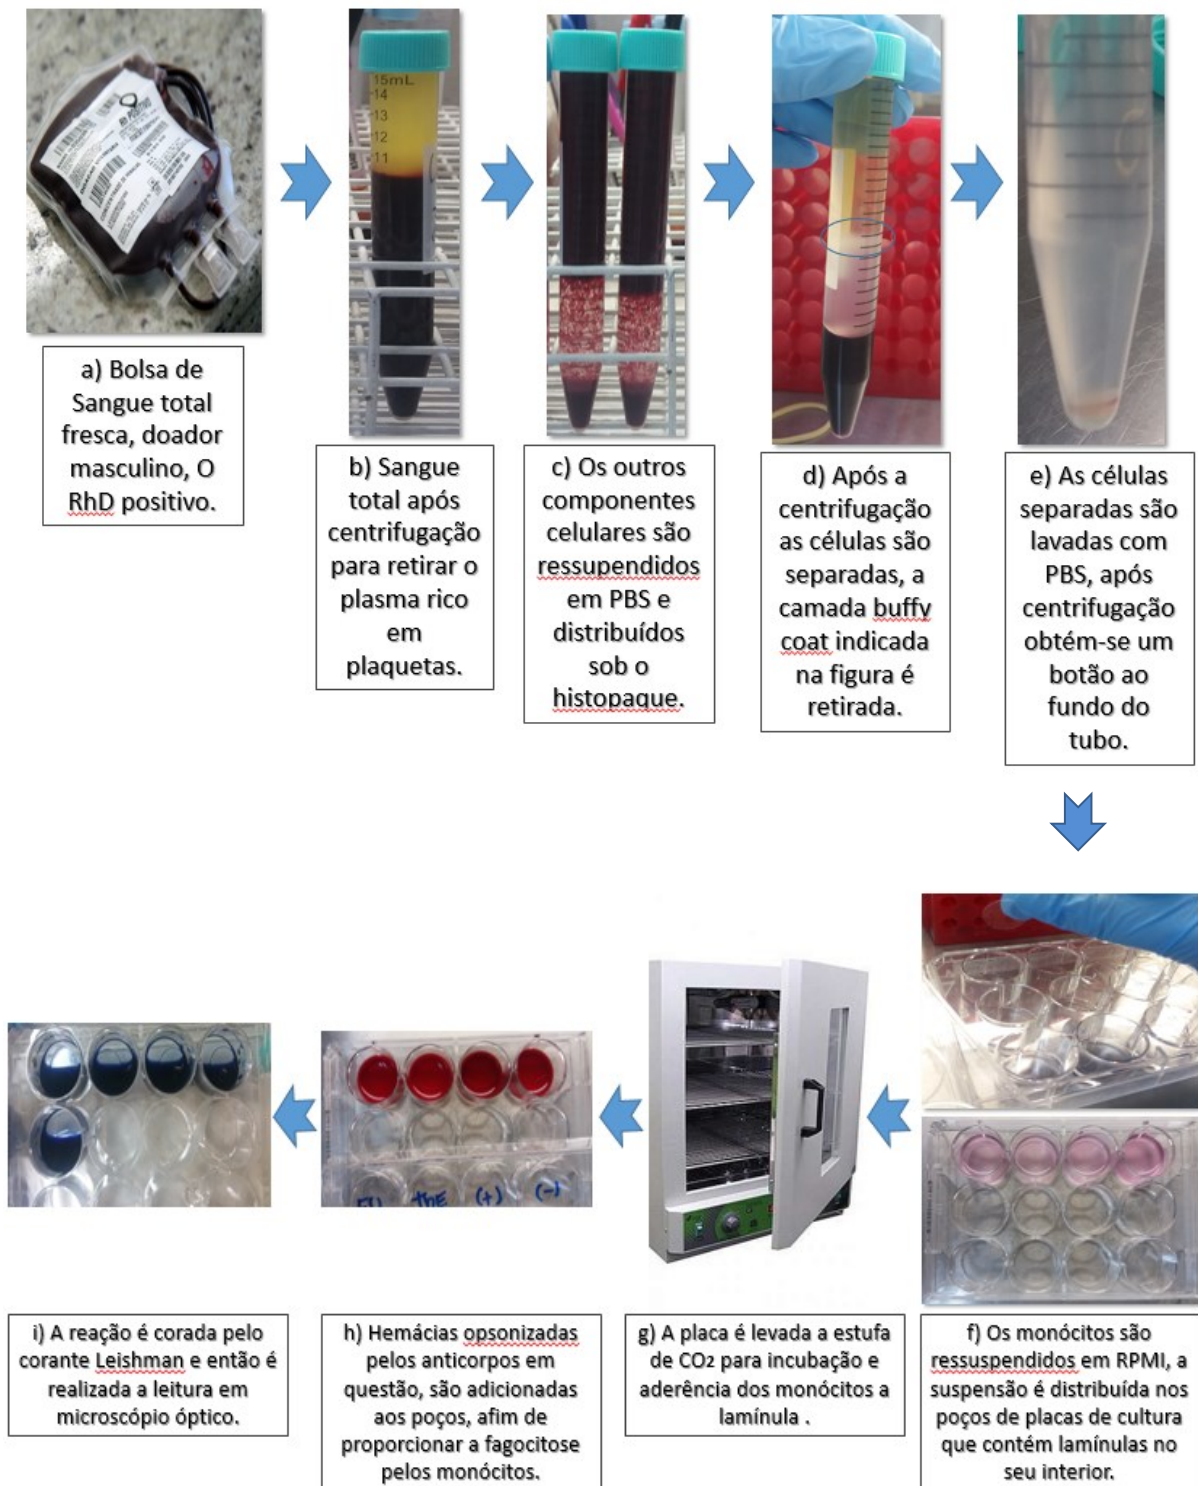 15mL
14
13
12
11
Rh POSITIVO
a) Bolsa de
Sangue total
fresca, doador
masculino, O
RhD positivo.
b) Sangue
total após
centrifugação
para retirar o
plasma rico
em
plaquetas.
c) Os outros
componentes
celulares são
ressupendidos
em PBS e
distribuídos
sob o
histopaque.
d) Após a
centrifugação
as células são
separadas, a
camada buffy
coat indicada
na figura é
retirada.
e) As células
separadas são
lavadas com
PBS, após
centrifugação
obtém-se um
botão ao
fundo do
tubo.
f) Os monócitos são
ressuspendidos em RPMI, a
suspensão é distribuída nos
poços de placas de cultura
que contém lamínulas no
seu interior.
g) A placa é levada a estufa
de CO2 para incubação e
aderência dos monócitos a
lamínula .
(+) (-)
h) Hemácias opsonizadas
pelos anticorpos em
questão, são adicionadas
aos poços, afim de
proporcionar a fagocitose
pelos monócitos.
i) A reação é corada pelo
corante Leishman e então é
realizada a leitura em
microscópio óptico.